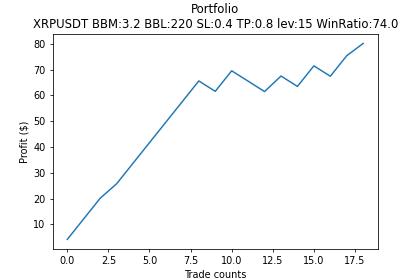 Portfolio
XRPUSDT BBM:3.2 BBL:220 SL:0.4 TP:0.8 lev:15 WinRatio:74.0
80
70
60
50
40
30
20
10
Profit ($)
0.0 2.5 5.0 7.5 10.0 12.5 15.0 17.5
Trade counts